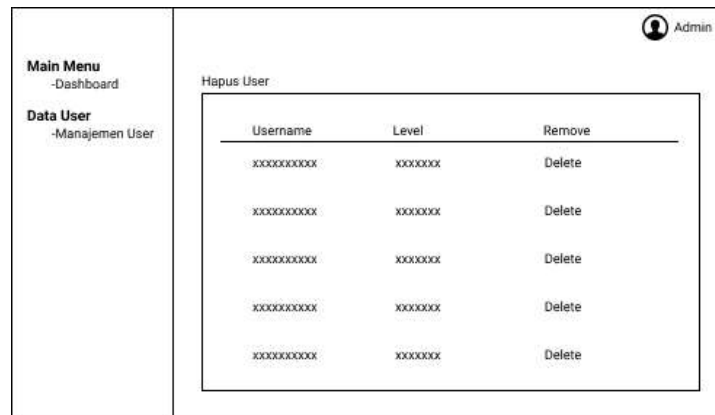 Admin
Main Menu
-Dashboard
Data User
-Manajemen User
Hapus User
Username Level Remove
xxxxxxxxxx xxxxxxx Delete
xxxxxxxxxx xxxxxxx Delete
xxxxxxxxxx xxxxxxx Delete
xxxxxxxxxx xxxxxxx Delete
xxxxxxxxxx xxxxxxx Delete